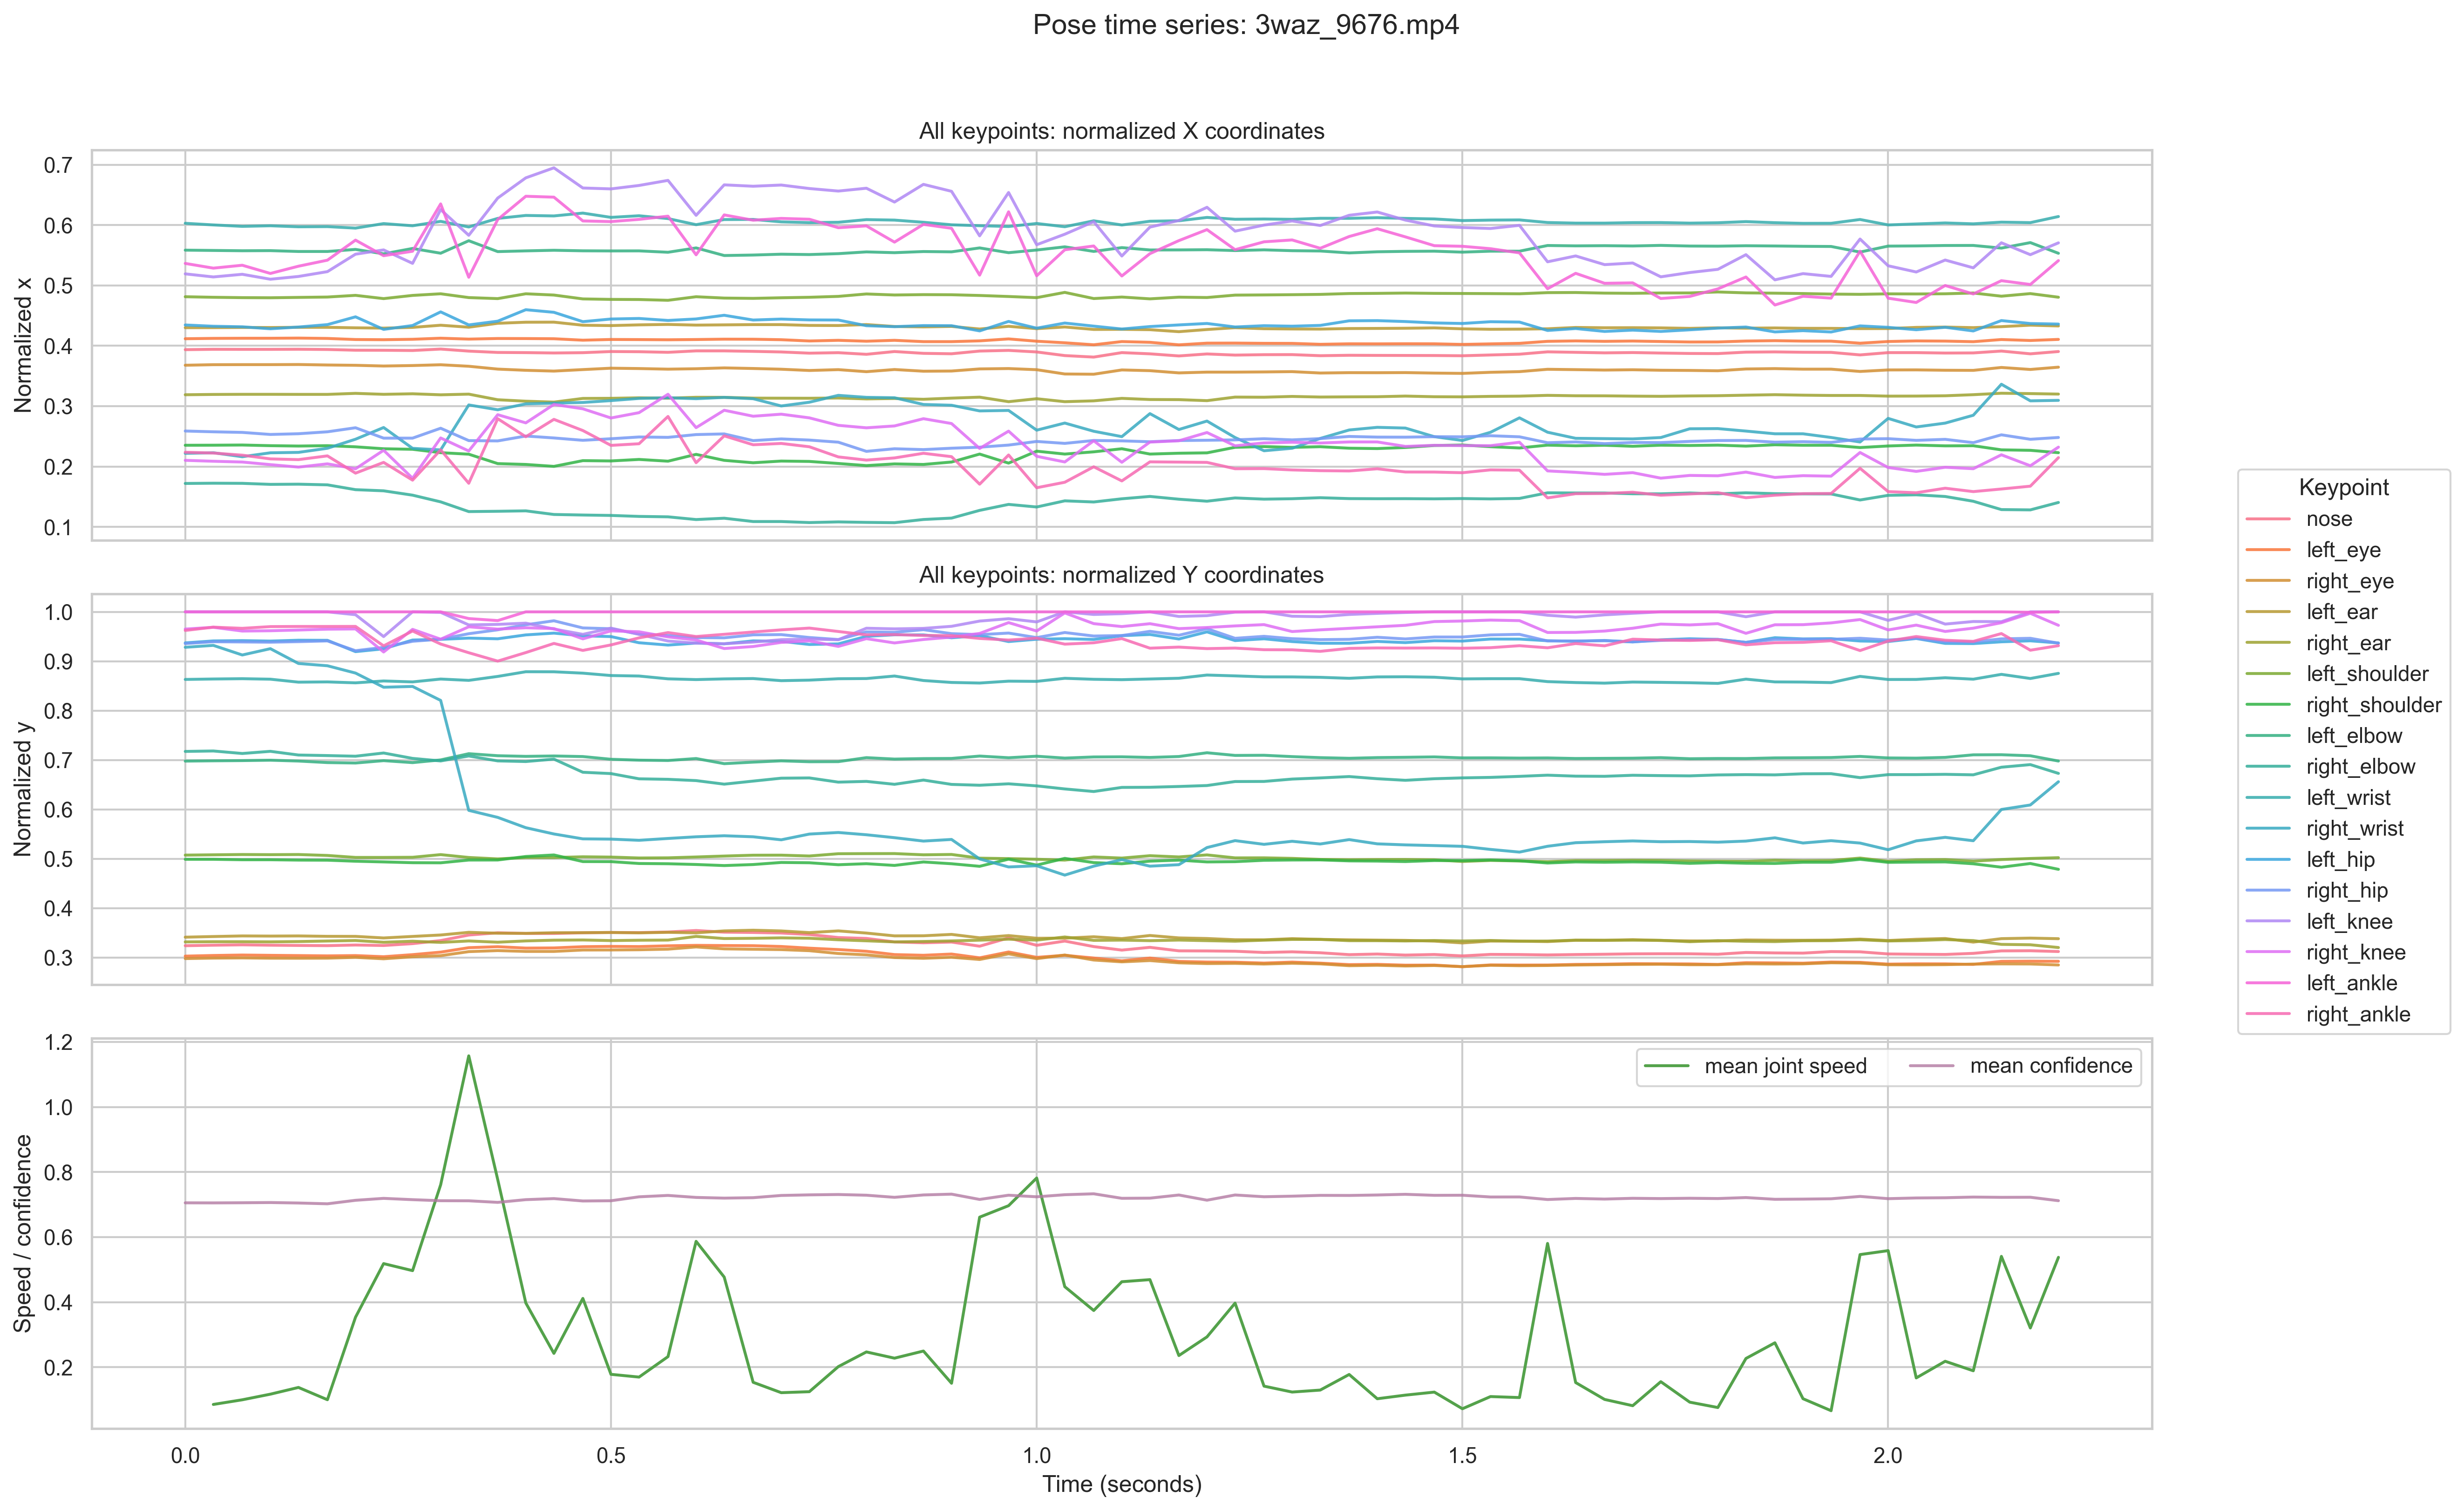 Pose time series: 3waz_9676.mp4
All keypoints: normalized X coordinates
Normalized x
0.7
0.6
0.5
0.4
0.3
0.2
0.1
All keypoints: normalized Y coordinates
Normalized y
1.0
0.9
0.8
0.7
0.6
0.5
0.4
0.3
Keypoint
nose
left_eye
right_eye
left_ear
right_ear
left_shoulder
right_shoulder
left_elbow
right_elbow
left_wrist
right_wrist
left_hip
right_hip
left_knee
right_knee
left_ankle
right_ankle
Speed / confidence
1.2
1.0
0.8
0.6
0.4
0.2
mean joint speed mean confidence
0.0 0.5 1.0 1.5 2.0
Time (seconds)